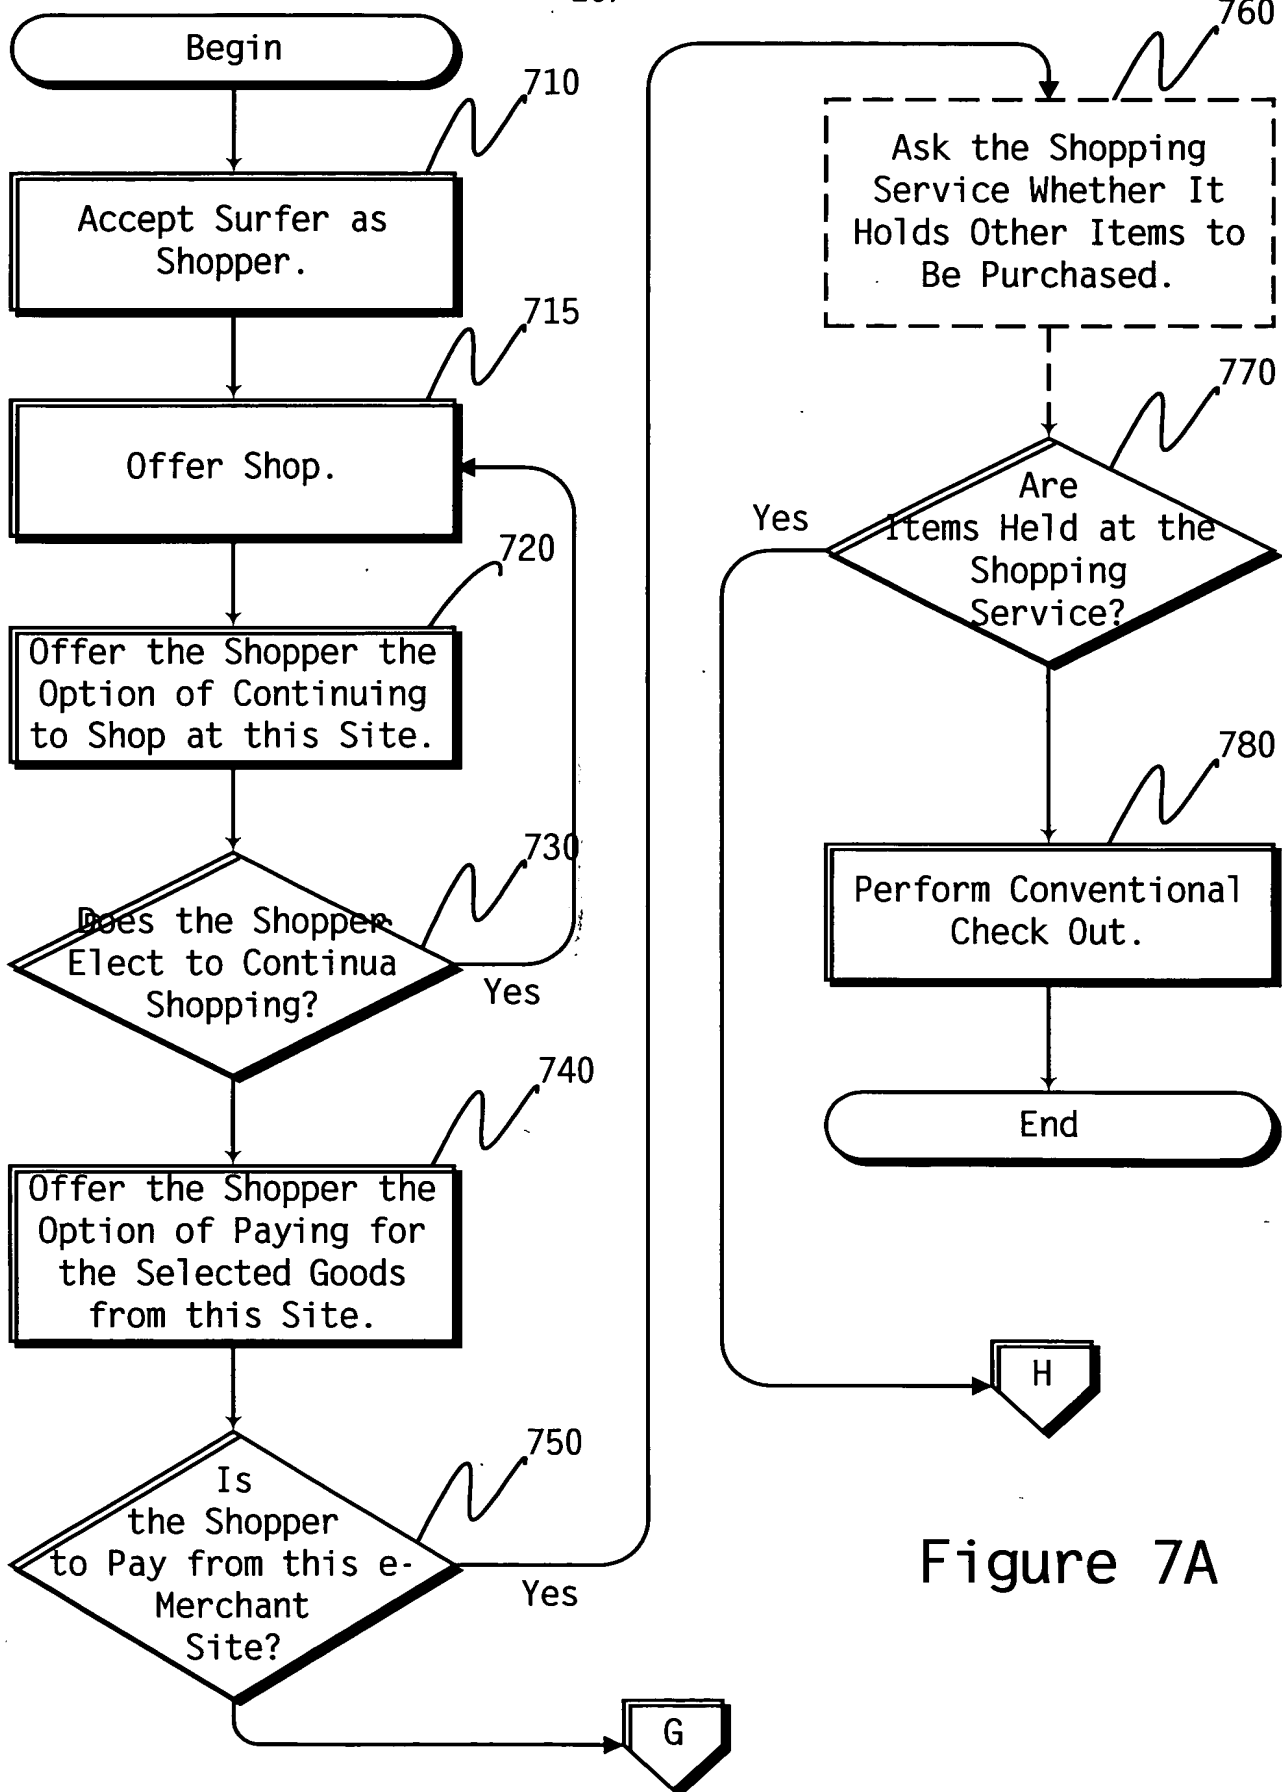 Begin
710
Accept Surfer as
Shopper.
715
Offer Shop.
720
Offer the Shopper the
Option of Continuing
to Shop at this Site.
730
Does the Shopper
Elect to Continua
Shopping?
Yes
740
Offer the Shopper the
Option of Paying for
the Selected Goods
from this Site.
750
Is
the Shopper
to Pay from this e-
Merchant
Site?
Yes
G
760
Ask the Shopping
Service Whether It
Holds Other Items to
Be Purchased.
770
Are
Items Held at the
Shopping
Service?
Yes
780
Perform Conventional
Check Out.
End
H
Figure 7A